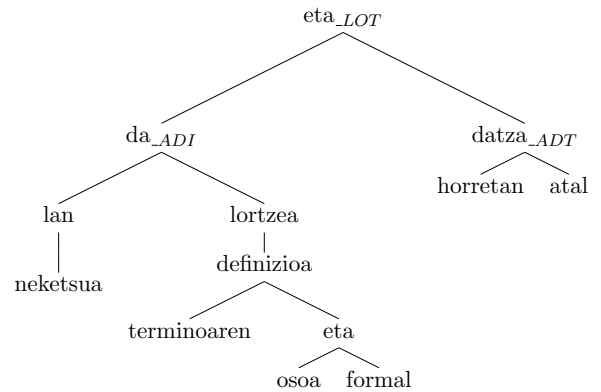 eta_LOT
da_ADI datza_ADT
horretan atal
lan lortzea
definizioa
neketsua
terminoaren eta
osoa formal